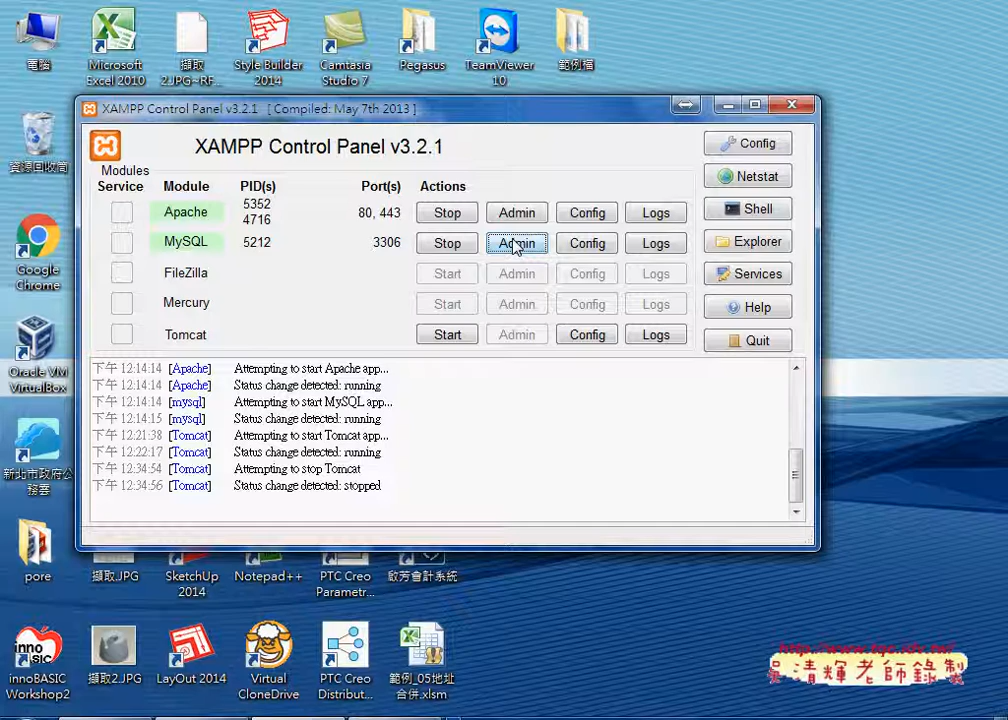 電腦
Microsoft
Excel 2010
擷取
2.JPG~RF...
Style Builder
2014
Camtasia
Studio 7
Pegasus
TeamViewer
10
範例檔
資源回收筒
Google
Chrome
Oracle VM
VirtualBox
新北市政府公
務雲
pore
擷取.JPG
SketchUp
2014
Notepad++
PTC Creo
Parametr...
啟芳會計系統
innoBASIC
Workshop2
擷取2.JPG
LayOut 2014
Virtual
CloneDrive
PTC Creo
Distribut...
範例_05地址
合併.xlsm
XAMPP Control Panel v3.2.1 [ Compiled: May 7th 2013 ]
XAMPP Control Panel v3.2.1
Config
Modules
Service Module PID(s) Port(s) Actions
Netstat
Apache 5352
4716 80, 443 Stop Admin Config Logs
Shell
MySQL 5212 3306 Stop Admin Config Logs
Explorer
FileZilla Start Admin Config Logs
Services
Mercury Start Admin Config Logs
Help
Tomcat Start Admin Config Logs
Quit
下午 12:14:14 [Apache] Attempting to start Apache app...
下午 12:14:14 [Apache] Status change detected: running
下午 12:14:14 [mysql] Attempting to start MySQL app...
下午 12:14:15 [mysql] Status change detected: running
下午 12:21:38 [Tomcat] Attempting to start Tomcat app...
下午 12:22:17 [Tomcat] Status change detected: running
下午 12:34:54 [Tomcat] Attempting to stop Tomcat
下午 12:34:56 [Tomcat] Status change detected: stopped
吳清輝老師錄製